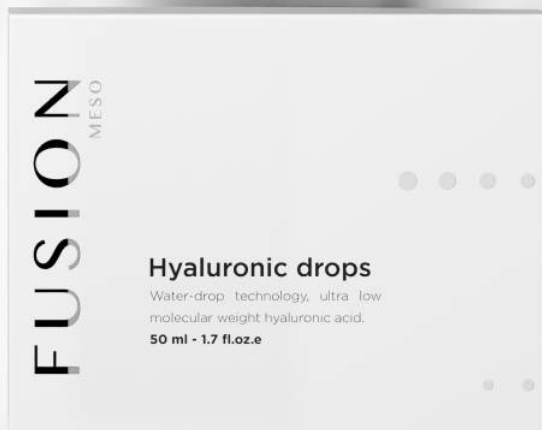 FUSION
MESO
Hyaluronic drops
Water-drop technology, ultra low
molecular weight hyaluronic acid.
50 ml - 1.7 fl.oz.e